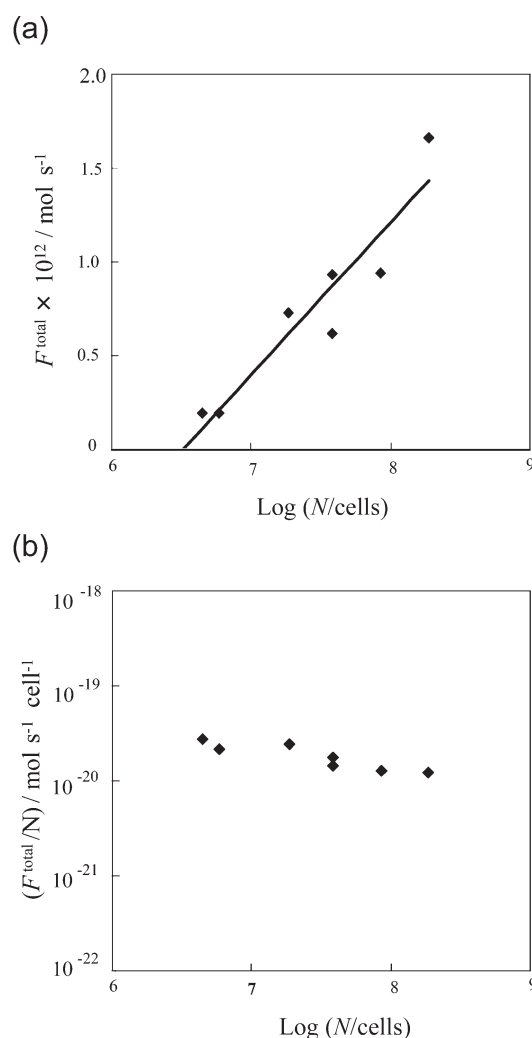 (a)
2.0
1.5
1.0
0.5
0
6 7 8 9
F^total × 10^12 / mol s^-1
Log (N/cells)
(b)
10^-18
10^-19
10^-20
10^-21
10^-22
6 7 8 9
(F^total/N) / mol s^-1 cell^-1
Log (N/cells)